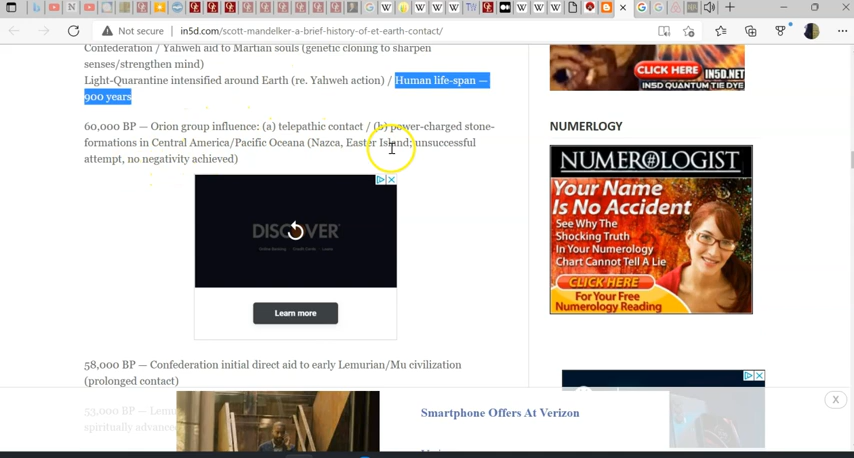 Not secure
in5d.com/scott-mandelker-a-brief-history-of-et-earth-contact/
Confederation / Yahweh aid to Martian souls (genetic cloning to sharpen
senses/strengthen mind)
Light-Quarantine intensified around Earth (re. Yahweh action) / Human life-span —
900 years
60,000 BP — Orion group influence: (a) telepathic contact / (b) power-charged stone-
formations in Central America/Pacific Oceana (Nazca, Easter Island; unsuccessful
attempt, no negativity achieved)
DISCOVER
Learn more
58,000 BP — Confederation initial direct aid to early Lemurian/Mu civilization
(prolonged contact)
53,000 BP — Lemu
spiritually advance
Smartphone Offers At Verizon
X
CLICK HERE
IN5D.NET
IN5D QUANTUM TIE DYE
NUMERLOGY
NUMEROLOGIST
Your Name
Is No Accident
See Why The
Shocking Truth
In Your Numerology
Chart Cannot Tell A Lie
CLICK HERE
For Your Free
Numerology Reading